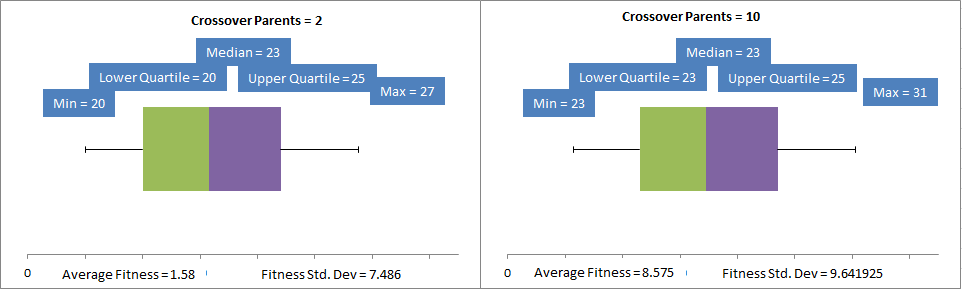 Crossover Parents = 2
Median = 23
Lower Quartile = 20
Upper Quartile = 25
Max = 27
Min = 20
0
Average Fitness = 1.58
Fitness Std. Dev = 7.486
Crossover Parents = 10
Median = 23
Lower Quartile = 23
Upper Quartile = 25
Max = 31
Min = 23
0
Average Fitness = 8.575
Fitness Std. Dev = 9.641925